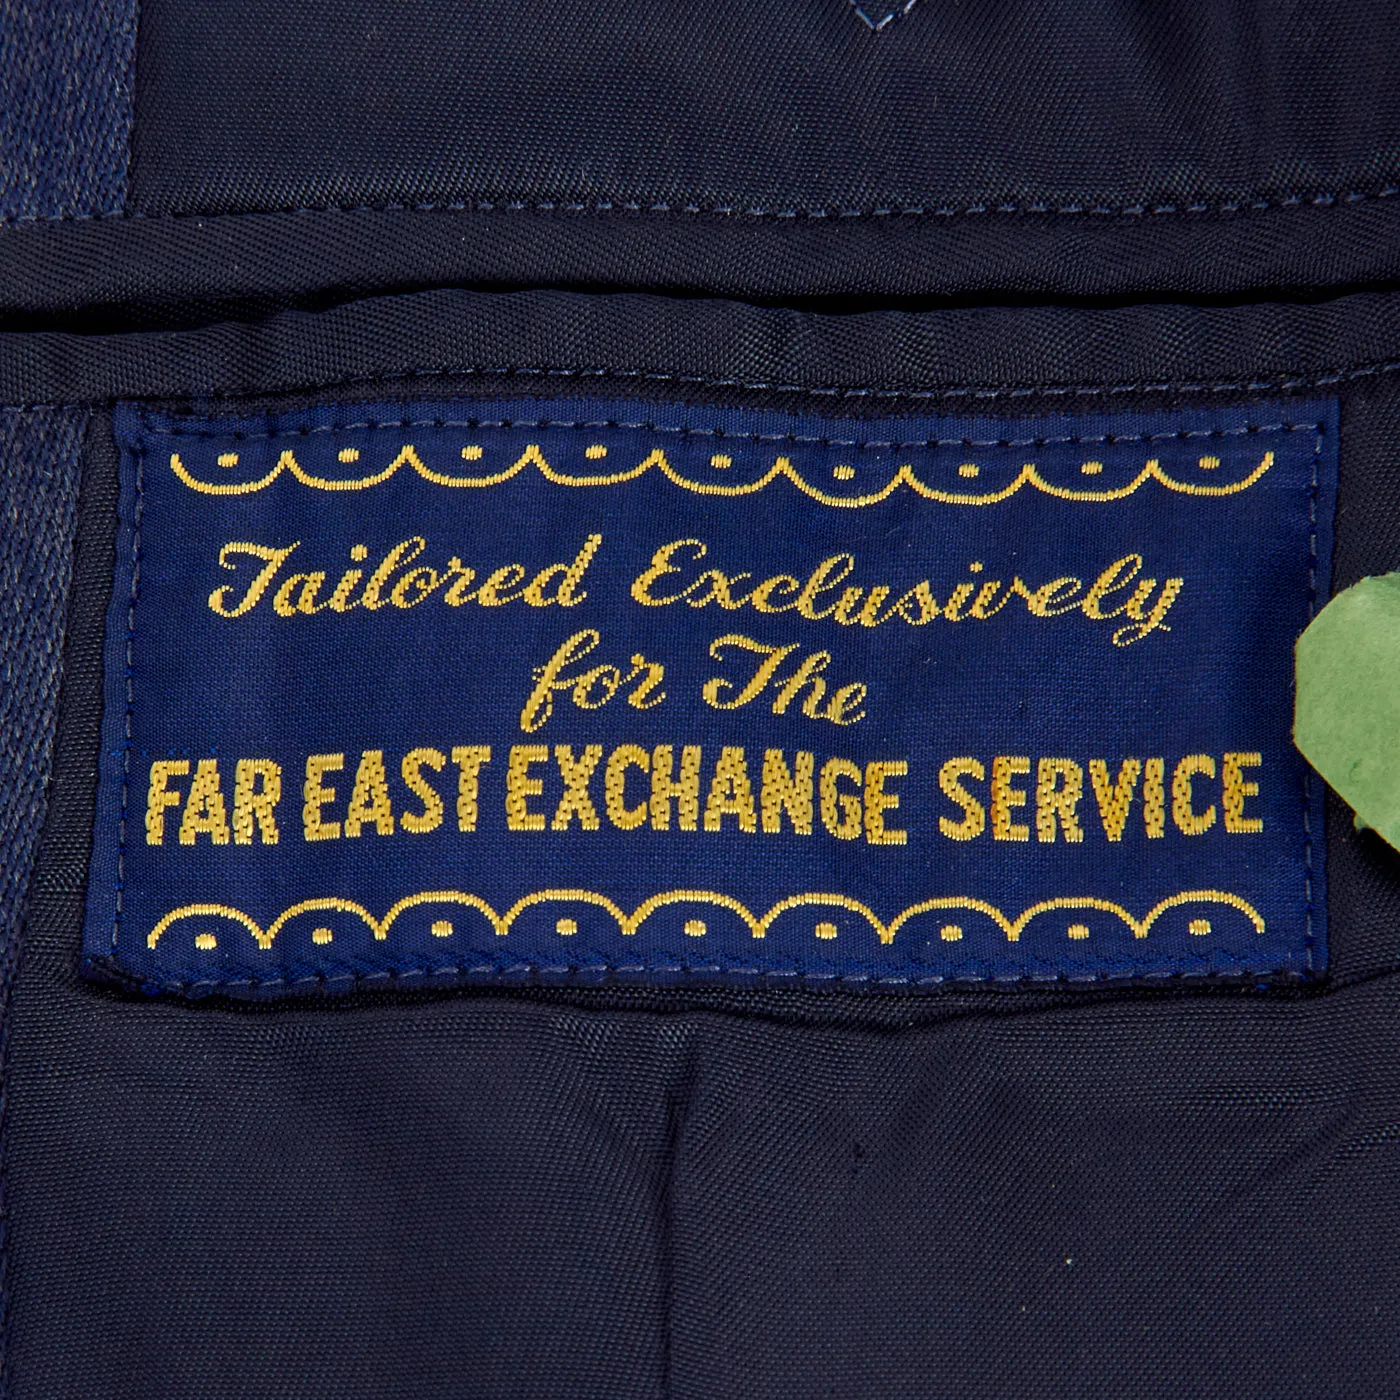 Tailored Exclusively
for The
FAR EAST EXCHANGE SERVICE